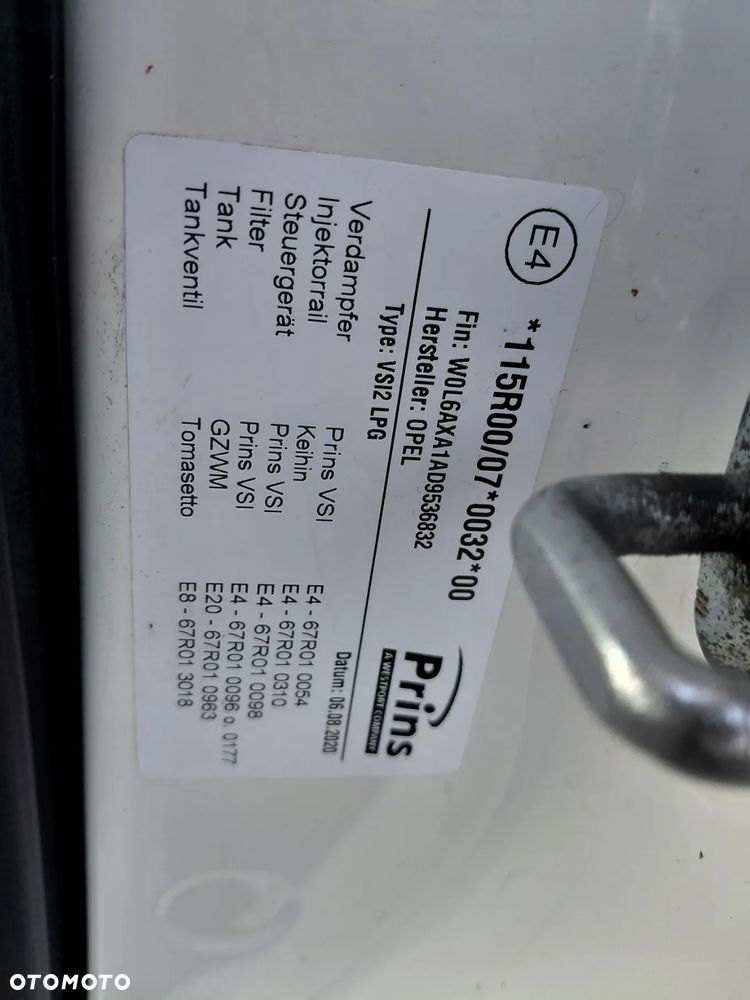 E4 *115R00/07*0032*00
Fin: W0L6AXA1AD9536832
Hersteller: OPEL
Prins
A WESTPORT COMPANY
Type: VSI2 LPG
Datum: 06.08.2020
Verdampfer Prins VSI E4 - 67R01 0054
Injektorrail Keihin E4 - 67R01 0310
Steuergerät Prins VSI E4 - 67R01 0098
Filter Prins VSI E4 - 67R01 0096 o. 0177
Tank GZWM E20 - 67R01 0963
Tankventil Tomasetto E8 - 67R01 3018
OTOMOTO